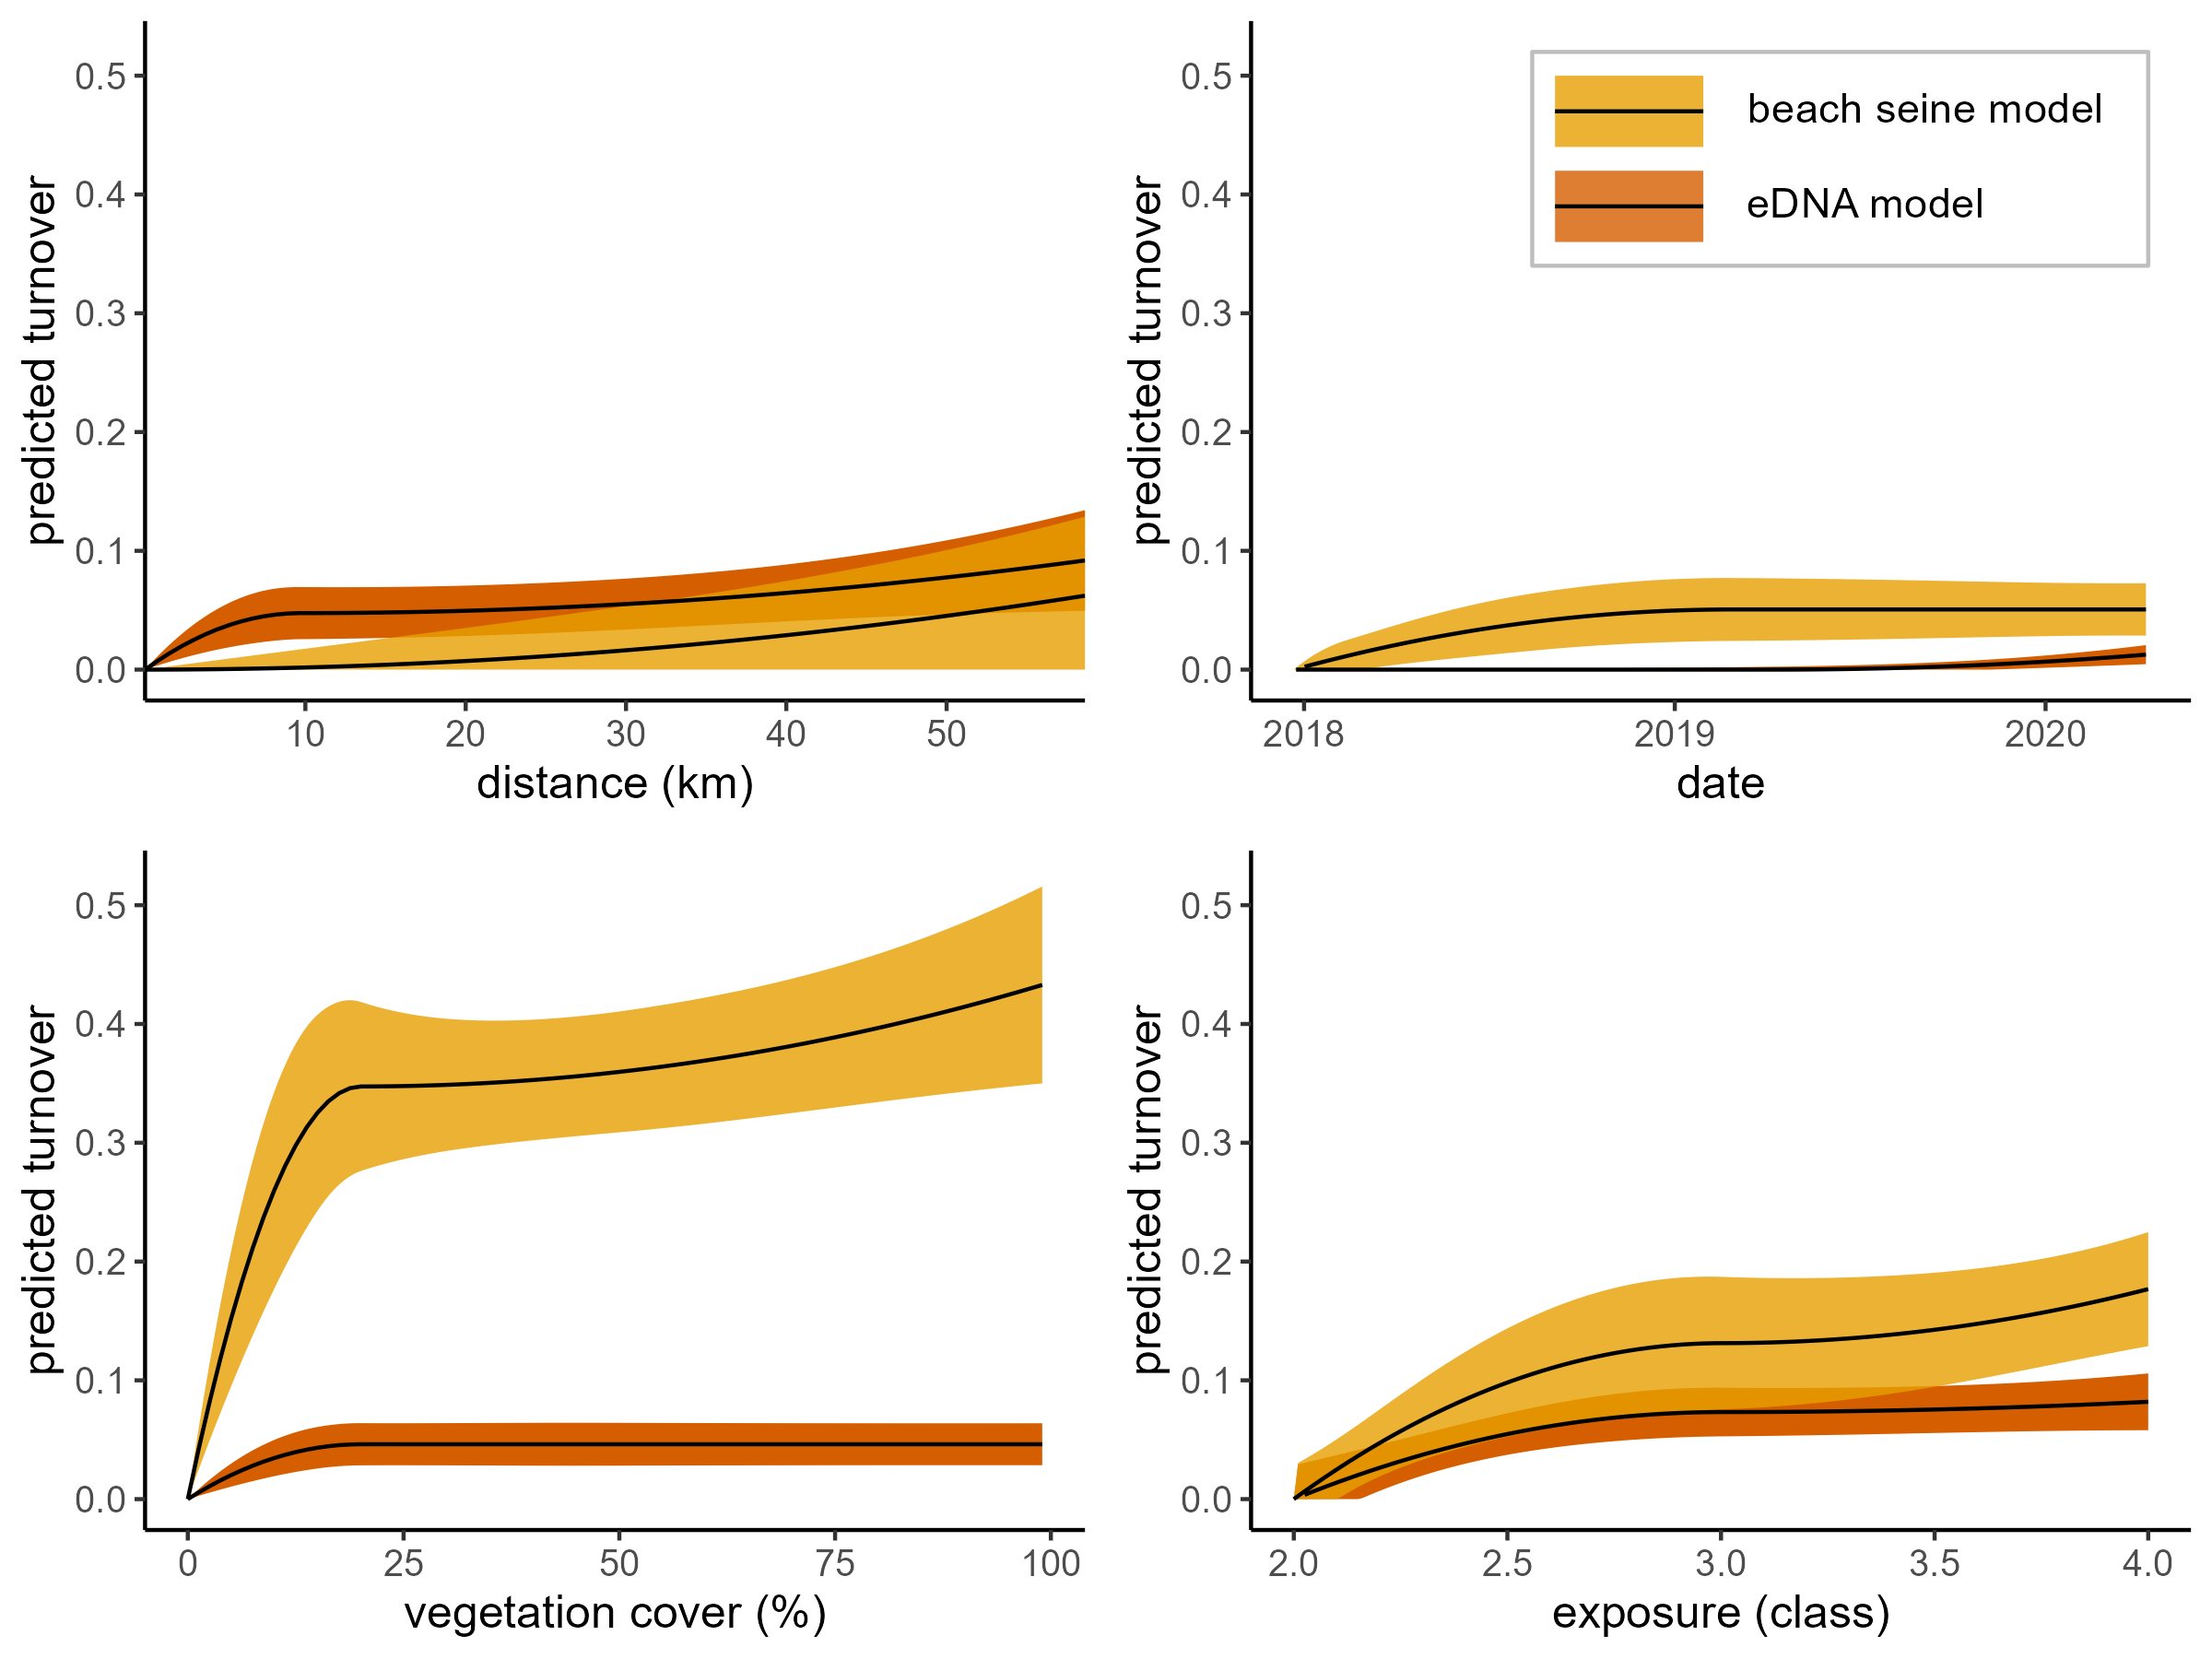 predicted turnover
0.5
0.4
0.3
0.2
0.1
0.0
10 20 30 40 50
distance (km)
predicted turnover
0.5
0.4
0.3
0.2
0.1
0.0
beach seine model
eDNA model
2018 2019 2020
date
predicted turnover
0.5
0.4
0.3
0.2
0.1
0.0
0 25 50 75 100
vegetation cover (%)
predicted turnover
0.5
0.4
0.3
0.2
0.1
0.0
2.0 2.5 3.0 3.5 4.0
exposure (class)